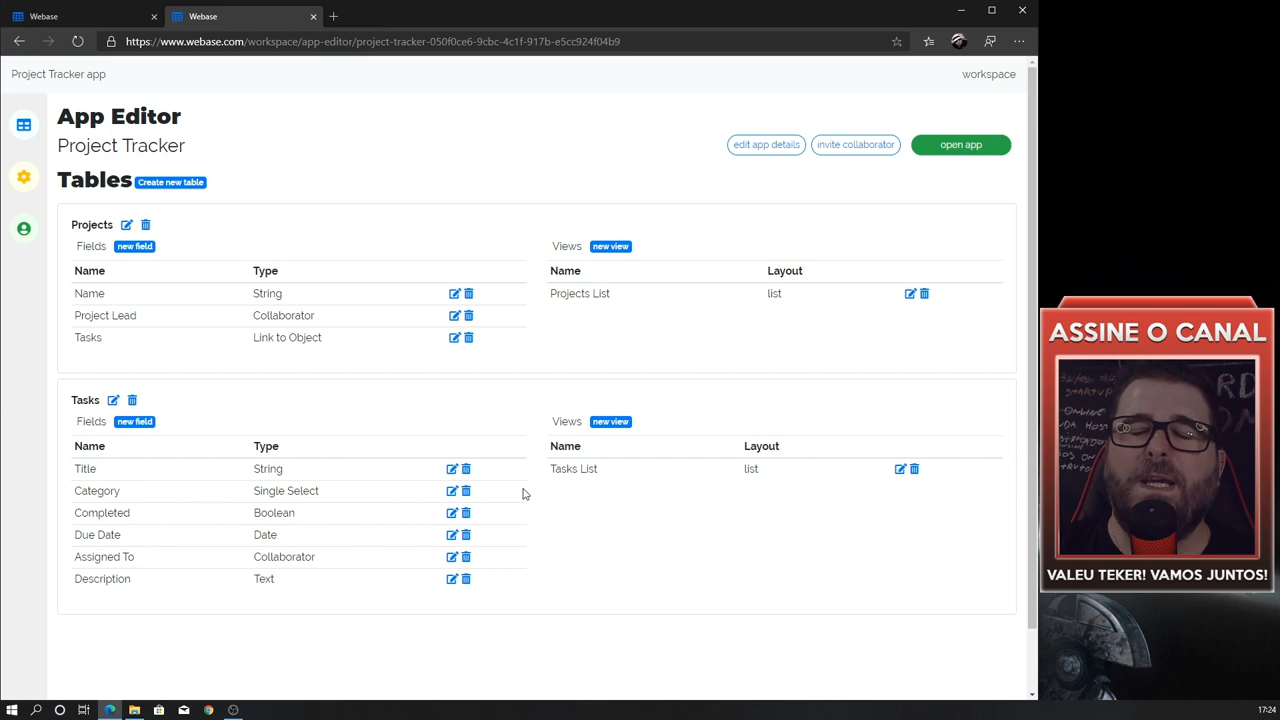 Webase
Webase
https://www.webase.com/workspace/app-editor/project-tracker-050f0ce6-9cbc-4c1f-917b-e5cc924f04b9
Project Tracker app
workspace
App Editor
Project Tracker
edit app details
invite collaborator
open app
Tables Create new table
Projects
Fields new field
Views new view
Name Type
Name Layout
Name String
Projects List list
Project Lead Collaborator
Tasks Link to Object
Tasks
Fields new field
Views new view
Name Type
Name Layout
Title String
Tasks List list
Category Single Select
Completed Boolean
Due Date Date
Assigned To Collaborator
Description Text
ASSINE O CANAL
VALEU TEKER! VAMOS JUNTOS!
17:24